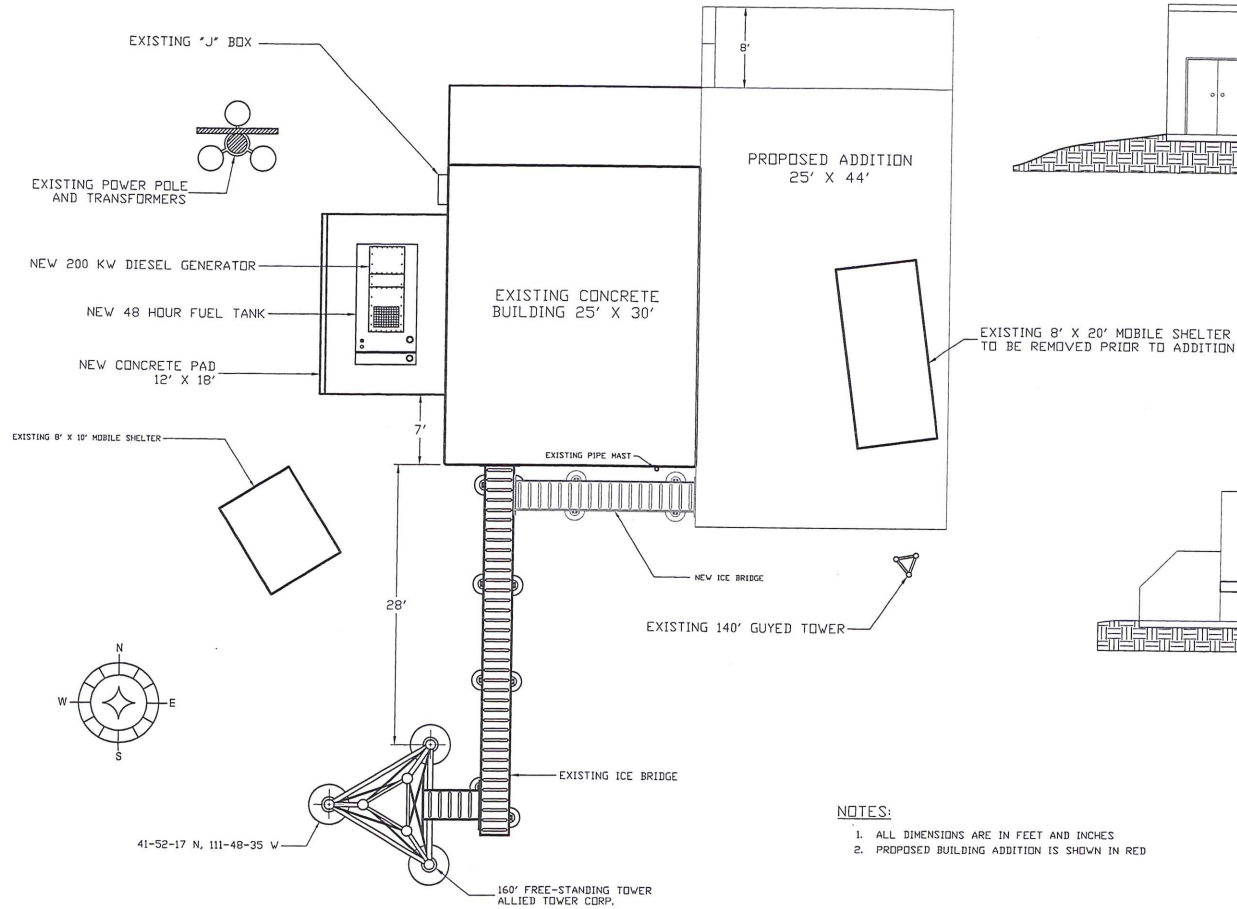 EXISTING "J" BOX
8'
EXISTING POWER POLE
AND TRANSFORMERS
PROPOSED ADDITION
25' X 44'
NEW 200 KW DIESEL GENERATOR
NEW 48 HOUR FUEL TANK
EXISTING CONCRETE
BUILDING 25' X 30'
NEW CONCRETE PAD
12' X 18'
EXISTING 8' X 20' MOBILE SHELTER
TO BE REMOVED PRIOR TO ADDITION
7'
EXISTING 8' X 10' MOBILE SHELTER
EXISTING PIPE MAST
NEW ICE BRIDGE
28'
EXISTING 140' GUYED TOWER
N
W
E
S
EXISTING ICE BRIDGE
41-52-17 N, 111-48-35 W
160' FREE-STANDING TOWER
ALLIED TOWER CORP.
NOTES:
1. ALL DIMENSIONS ARE IN FEET AND INCHES
2. PROPOSED BUILDING ADDITION IS SHOWN IN RED